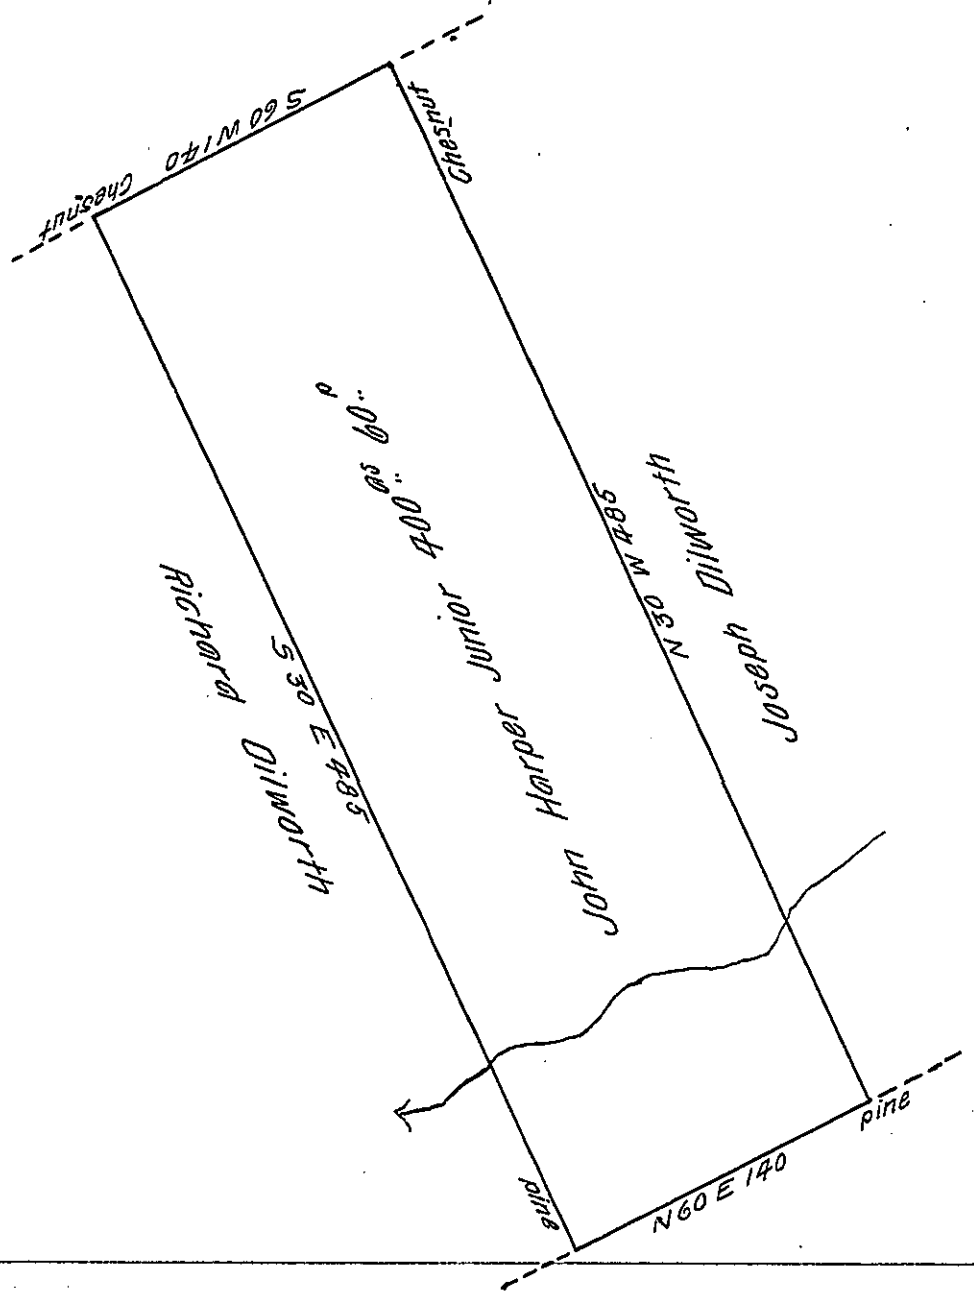 S 60 W 140
Chesnut
Chesnut
John Harper Junior 400"as 60"p
N 30 W 485
Joseph Dilworth
S 30 E 485
Richard Dilworth
pine
N 60 E 140
pine